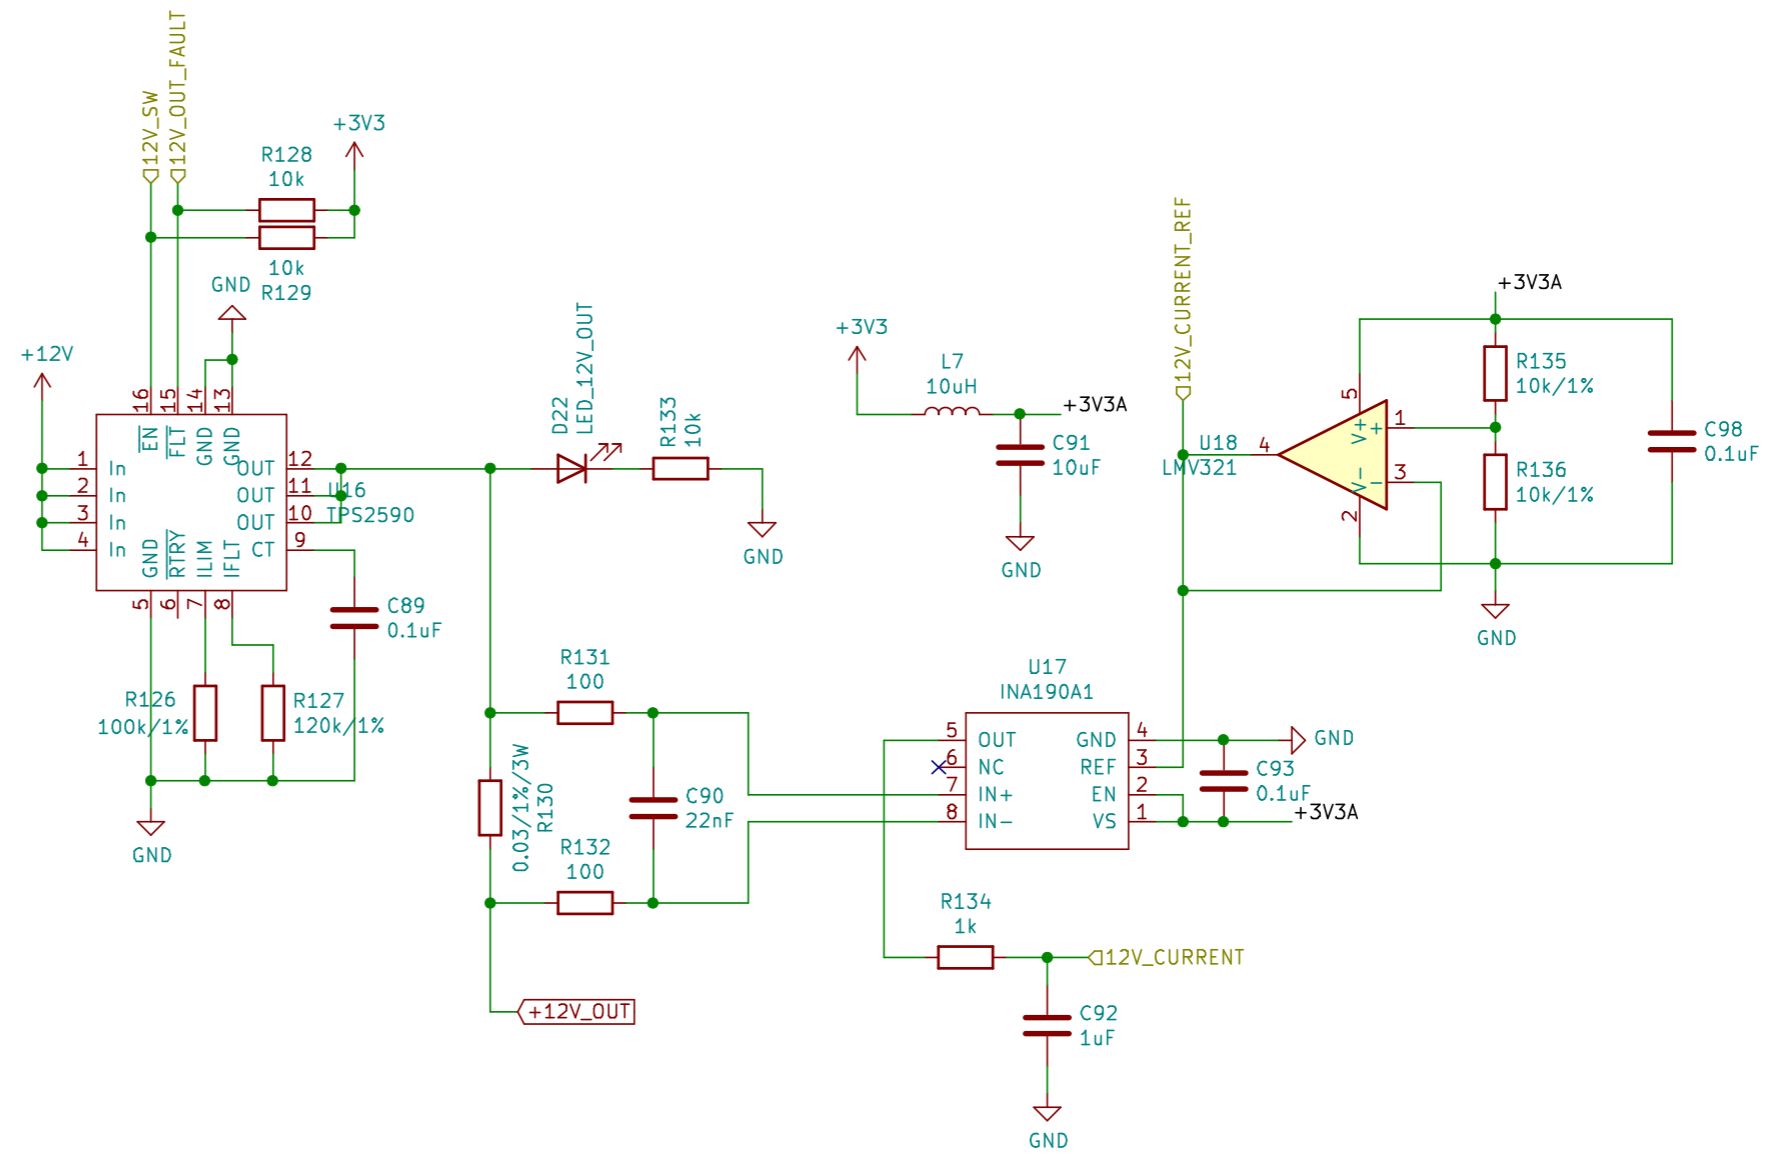 12V_SW
12V_OUT_FAULT
+3V3
R128
10k
10k
R129
GND
+12V
16
15
14
13
EN
FLT
GND
GND
1
In
2
In
3
In
4
In
OUT
12
OUT
11
OUT
10
CT
9
U16
TPS2590
GND
RTRY
ILIM
IFLT
5
6
7
8
C89
0.1uF
R126
100k/1%
R127
120k/1%
GND
D22
LED_12V_OUT
R133
10k
GND
+3V3
L7
10uH
+3V3A
C91
10uF
GND
12V_CURRENT_REF
+3V3A
R135
10k/1%
R136
10k/1%
C98
0.1uF
U18
LMV321
4
5
V+
+
1
3
-
V-
2
GND
R131
100
0.03/1%/3W
R130
C90
22nF
R132
100
+12V_OUT
U17
INA190A1
5
OUT
6
NC
7
IN+
8
IN-
GND
4
REF
3
EN
2
VS
1
GND
C93
0.1uF
+3V3A
R134
1k
12V_CURRENT
C92
1uF
GND